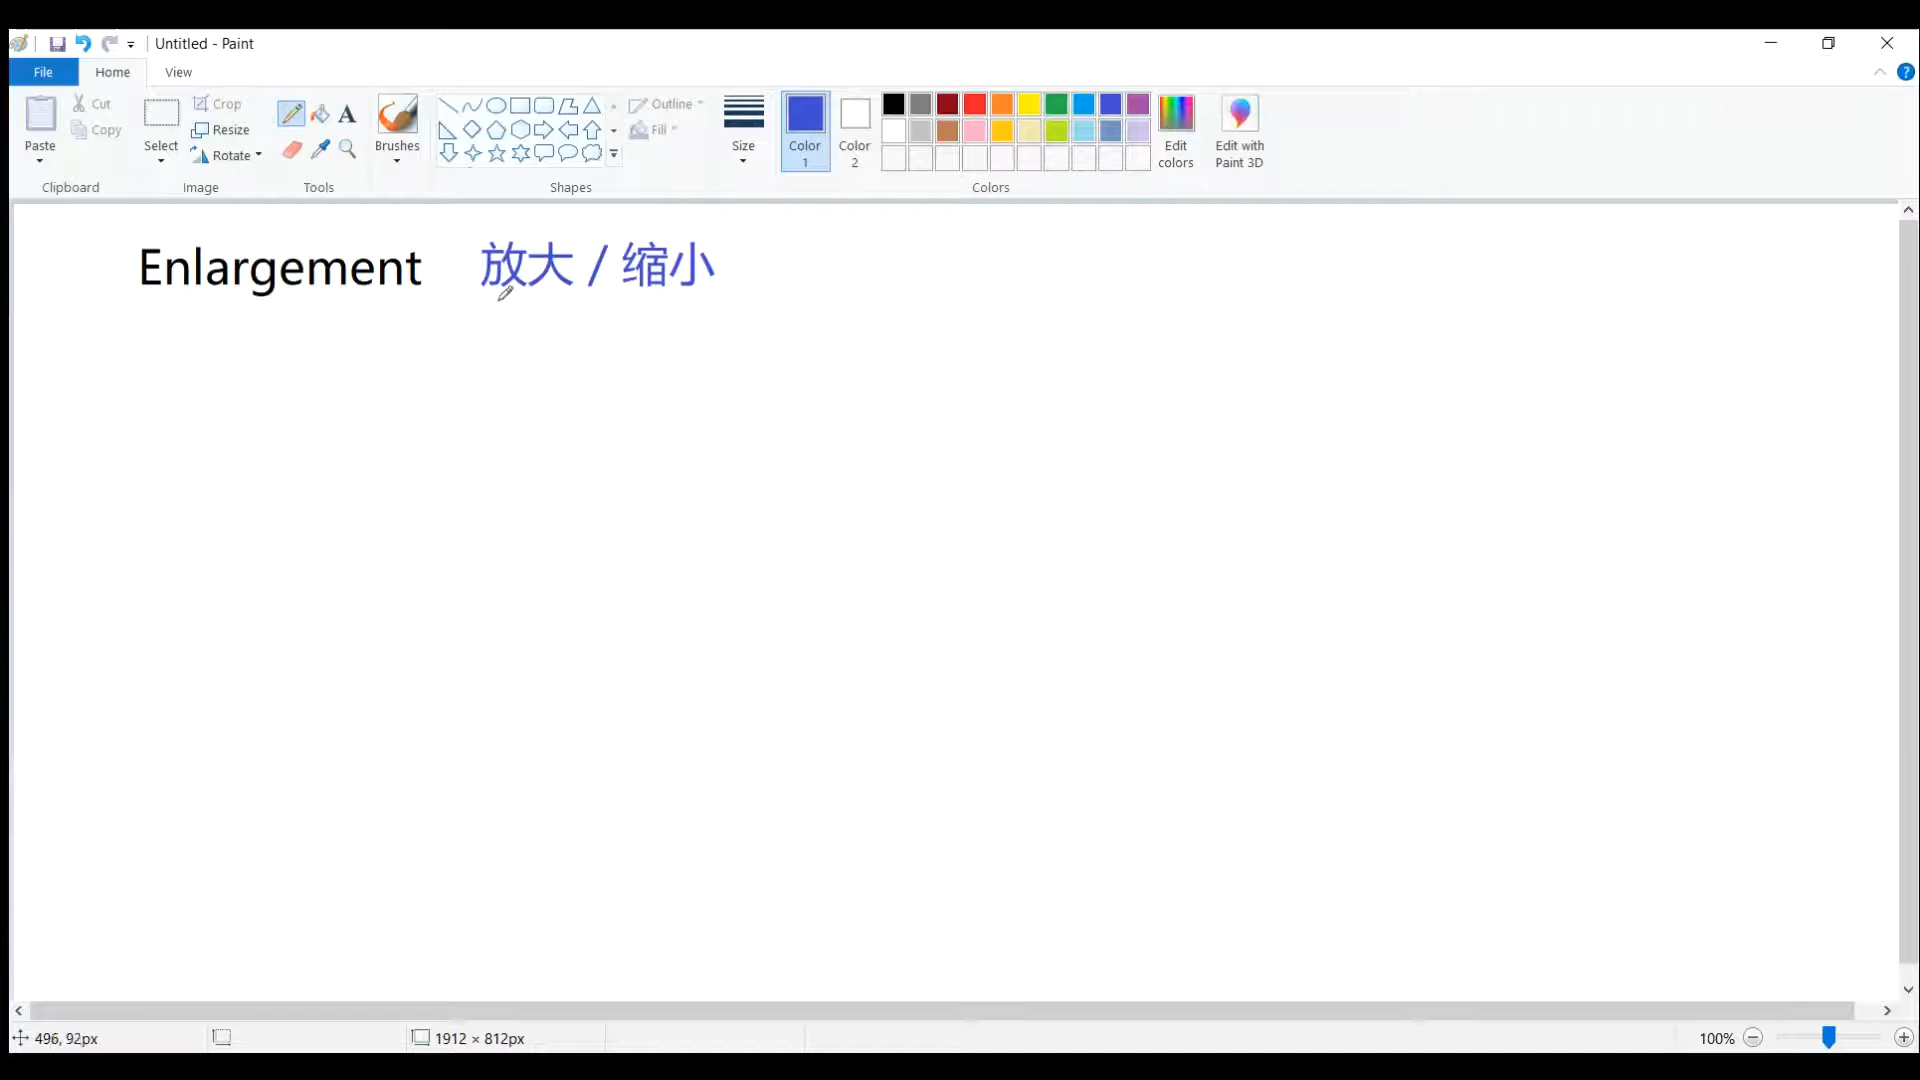 Untitled - Paint
File Home View
Paste
Cut
Copy
Clipboard
Select
Crop
Resize
Rotate
Image
Tools
Brushes
Shapes
Outline
Fill
Size
Color 1
Color 2
Edit colors
Edit with Paint 3D
Colors
Enlargement 放大 / 缩小
496, 92px
1912 × 812px
100%